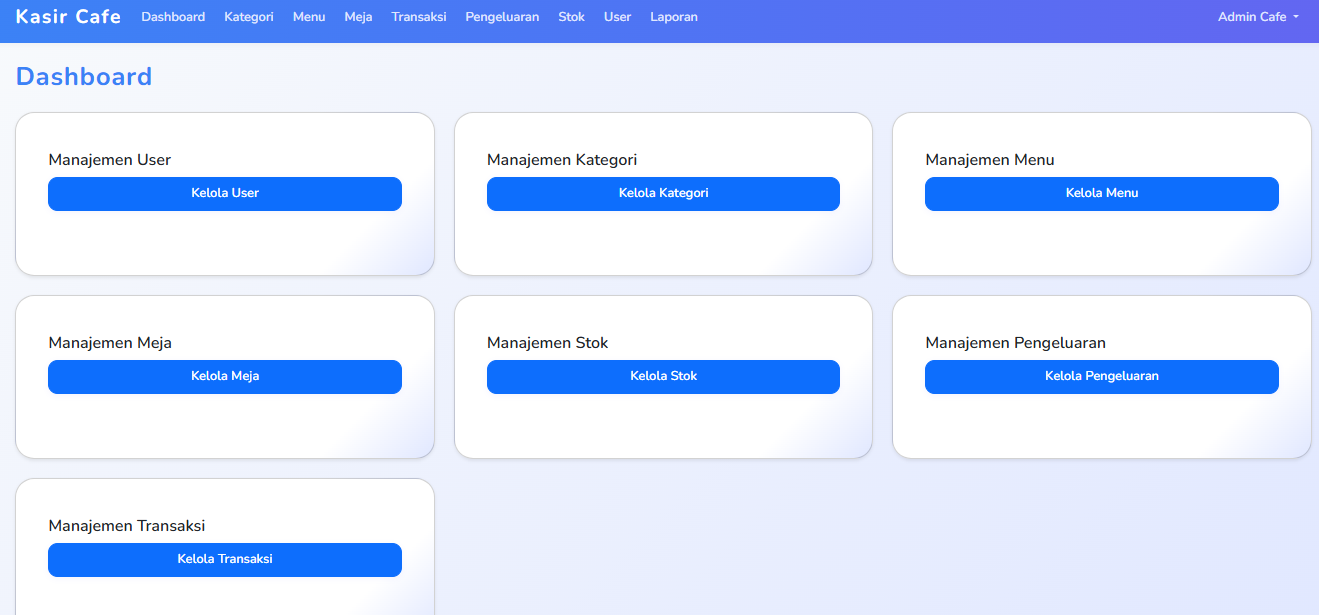 Kasir Cafe Dashboard Kategori Menu Meja Transaksi Pengeluaran Stok User Laporan Admin Cafe
Dashboard
Manajemen User
Kelola User
Manajemen Kategori
Kelola Kategori
Manajemen Menu
Kelola Menu
Manajemen Meja
Kelola Meja
Manajemen Stok
Kelola Stok
Manajemen Pengeluaran
Kelola Pengeluaran
Manajemen Transaksi
Kelola Transaksi